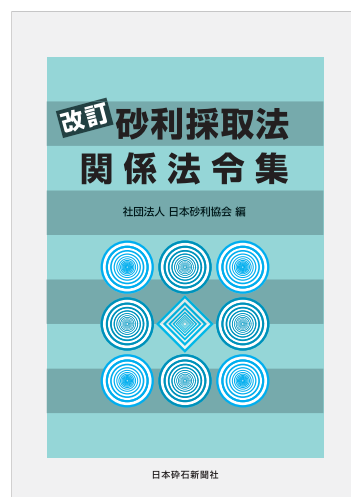 改訂
砂利採取法
関係法令集
社団法人 日本砂利協会 編
日本砕石新聞社